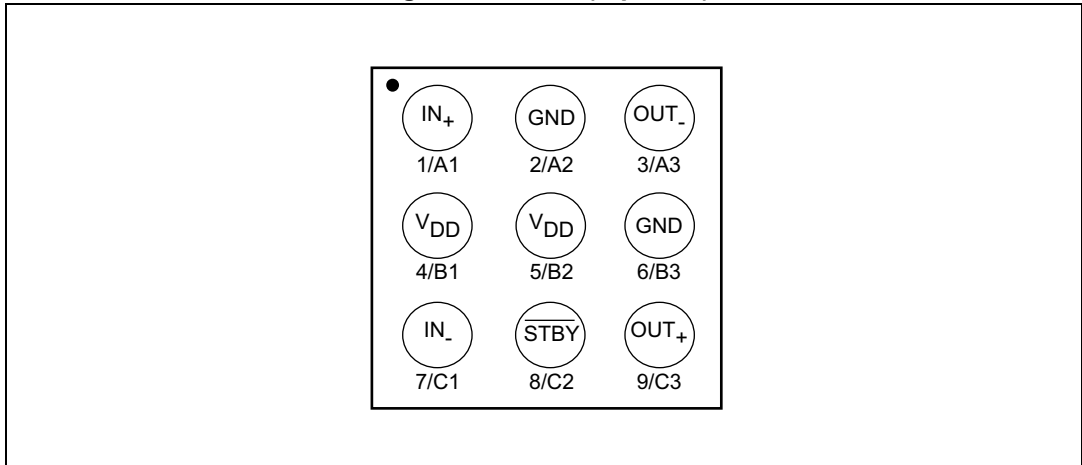 IN+ GND OUT-
1/A1 2/A2 3/A3
VDD VDD GND
4/B1 5/B2 6/B3
IN- STBY OUT+
7/C1 8/C2 9/C3